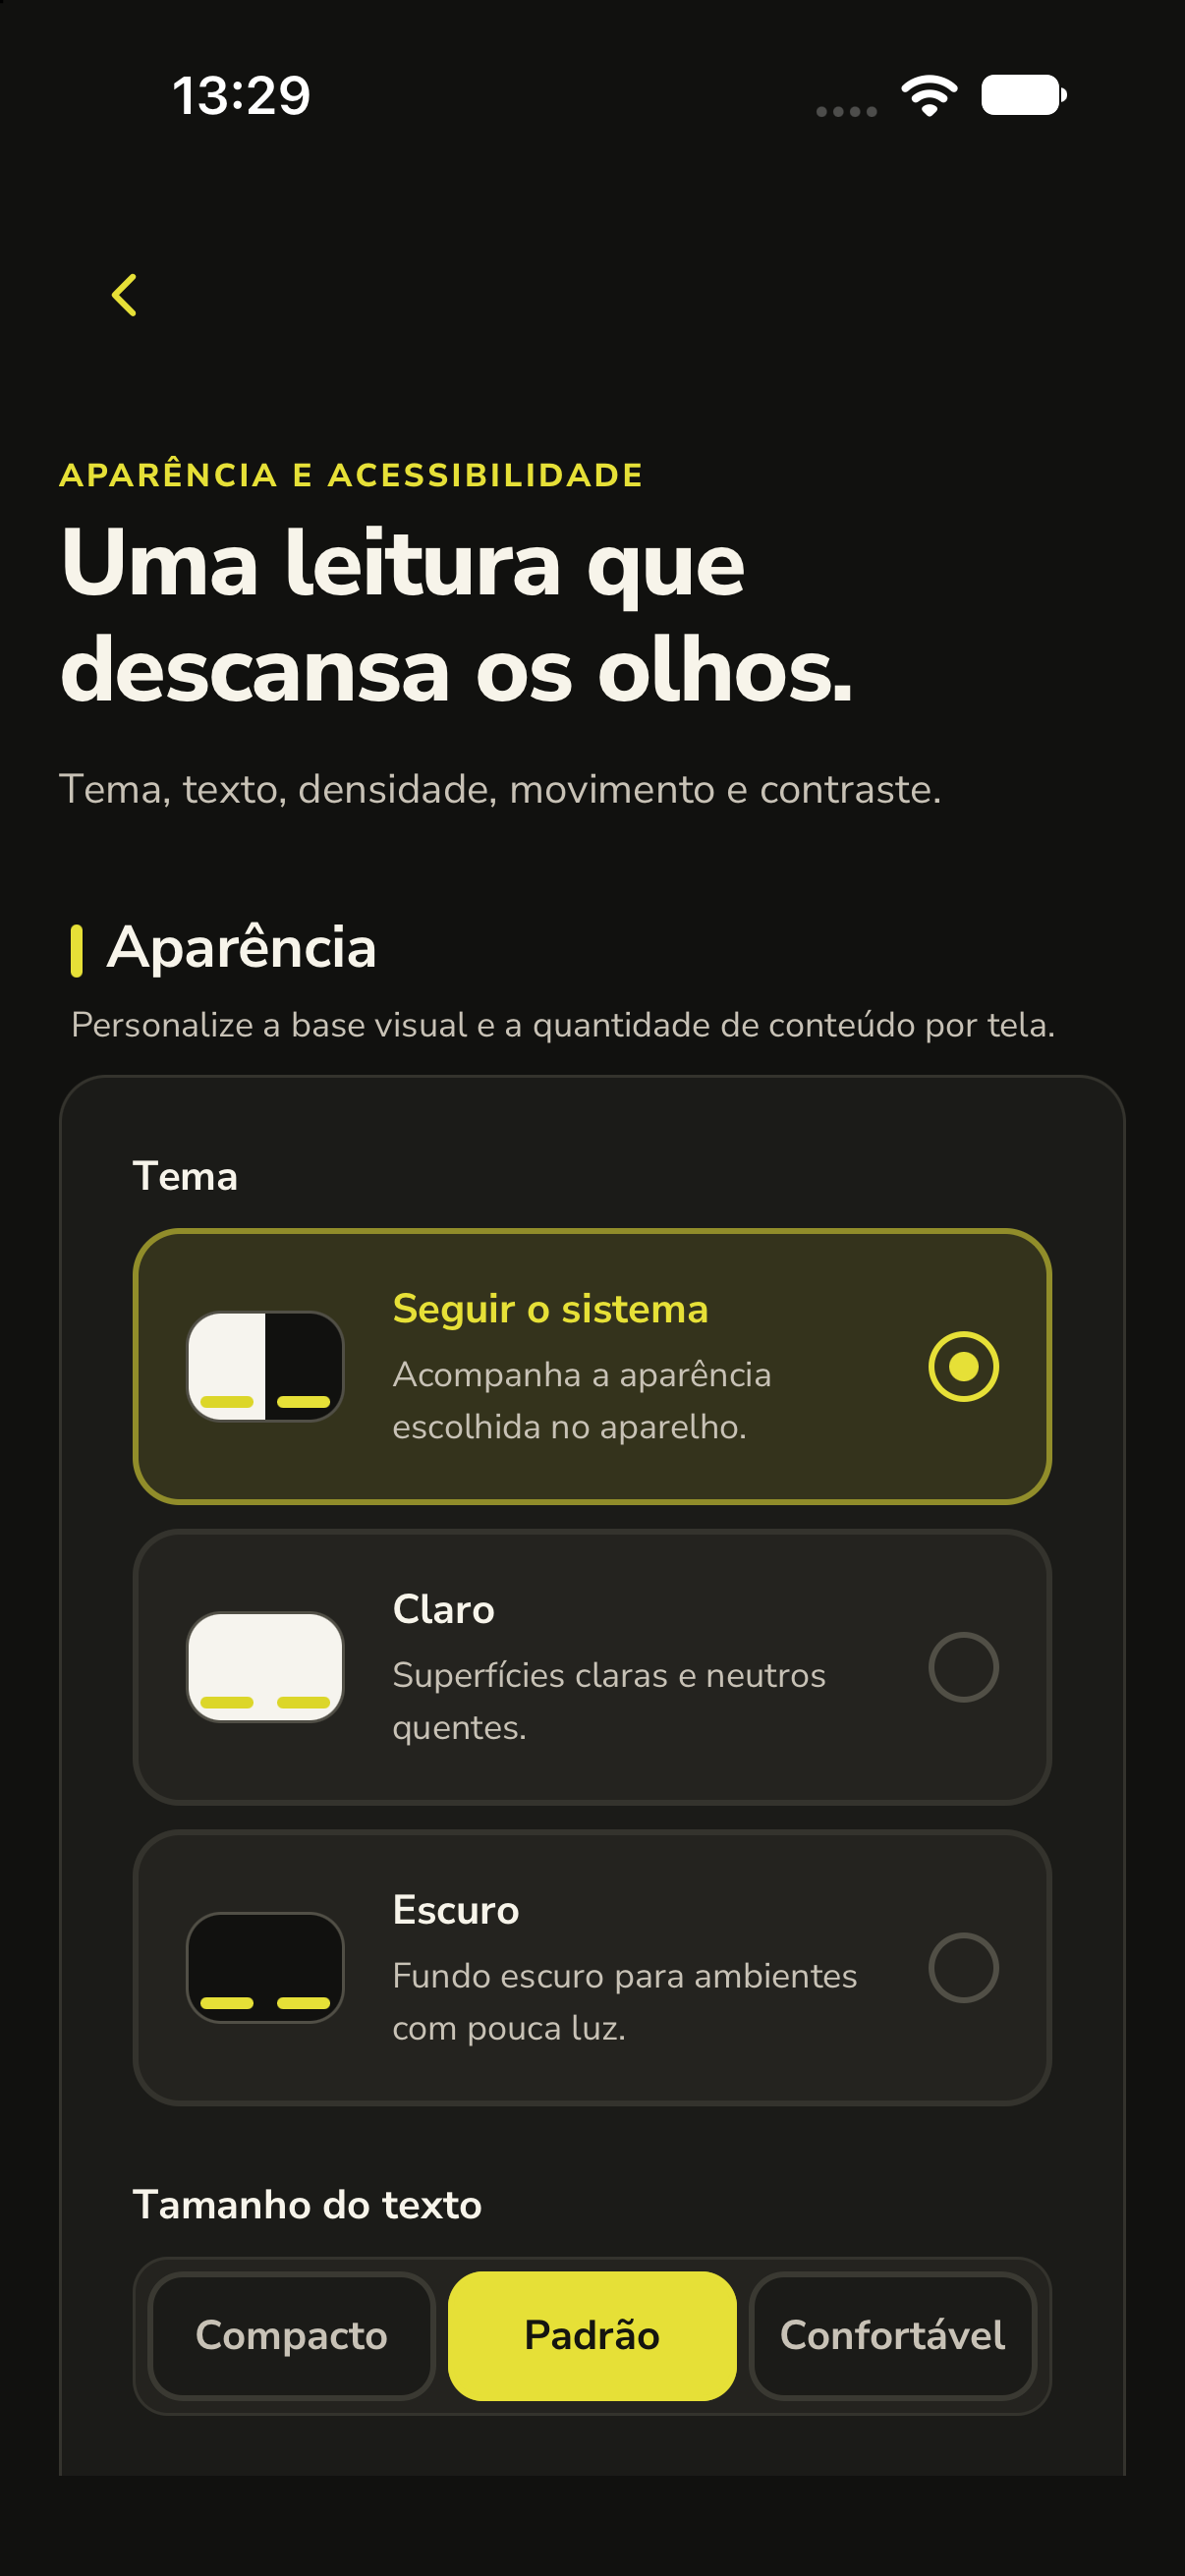 13:29
APARÊNCIA E ACESSIBILIDADE
Uma leitura que
descansa os olhos.
Tema, texto, densidade, movimento e contraste.
Aparência
Personalize a base visual e a quantidade de conteúdo por tela.
Tema
Seguir o sistema
Acompanha a aparência
escolhida no aparelho.
Claro
Superfícies claras e neutros
quentes.
Escuro
Fundo escuro para ambientes
com pouca luz.
Tamanho do texto
Compacto
Padrão
Confortável